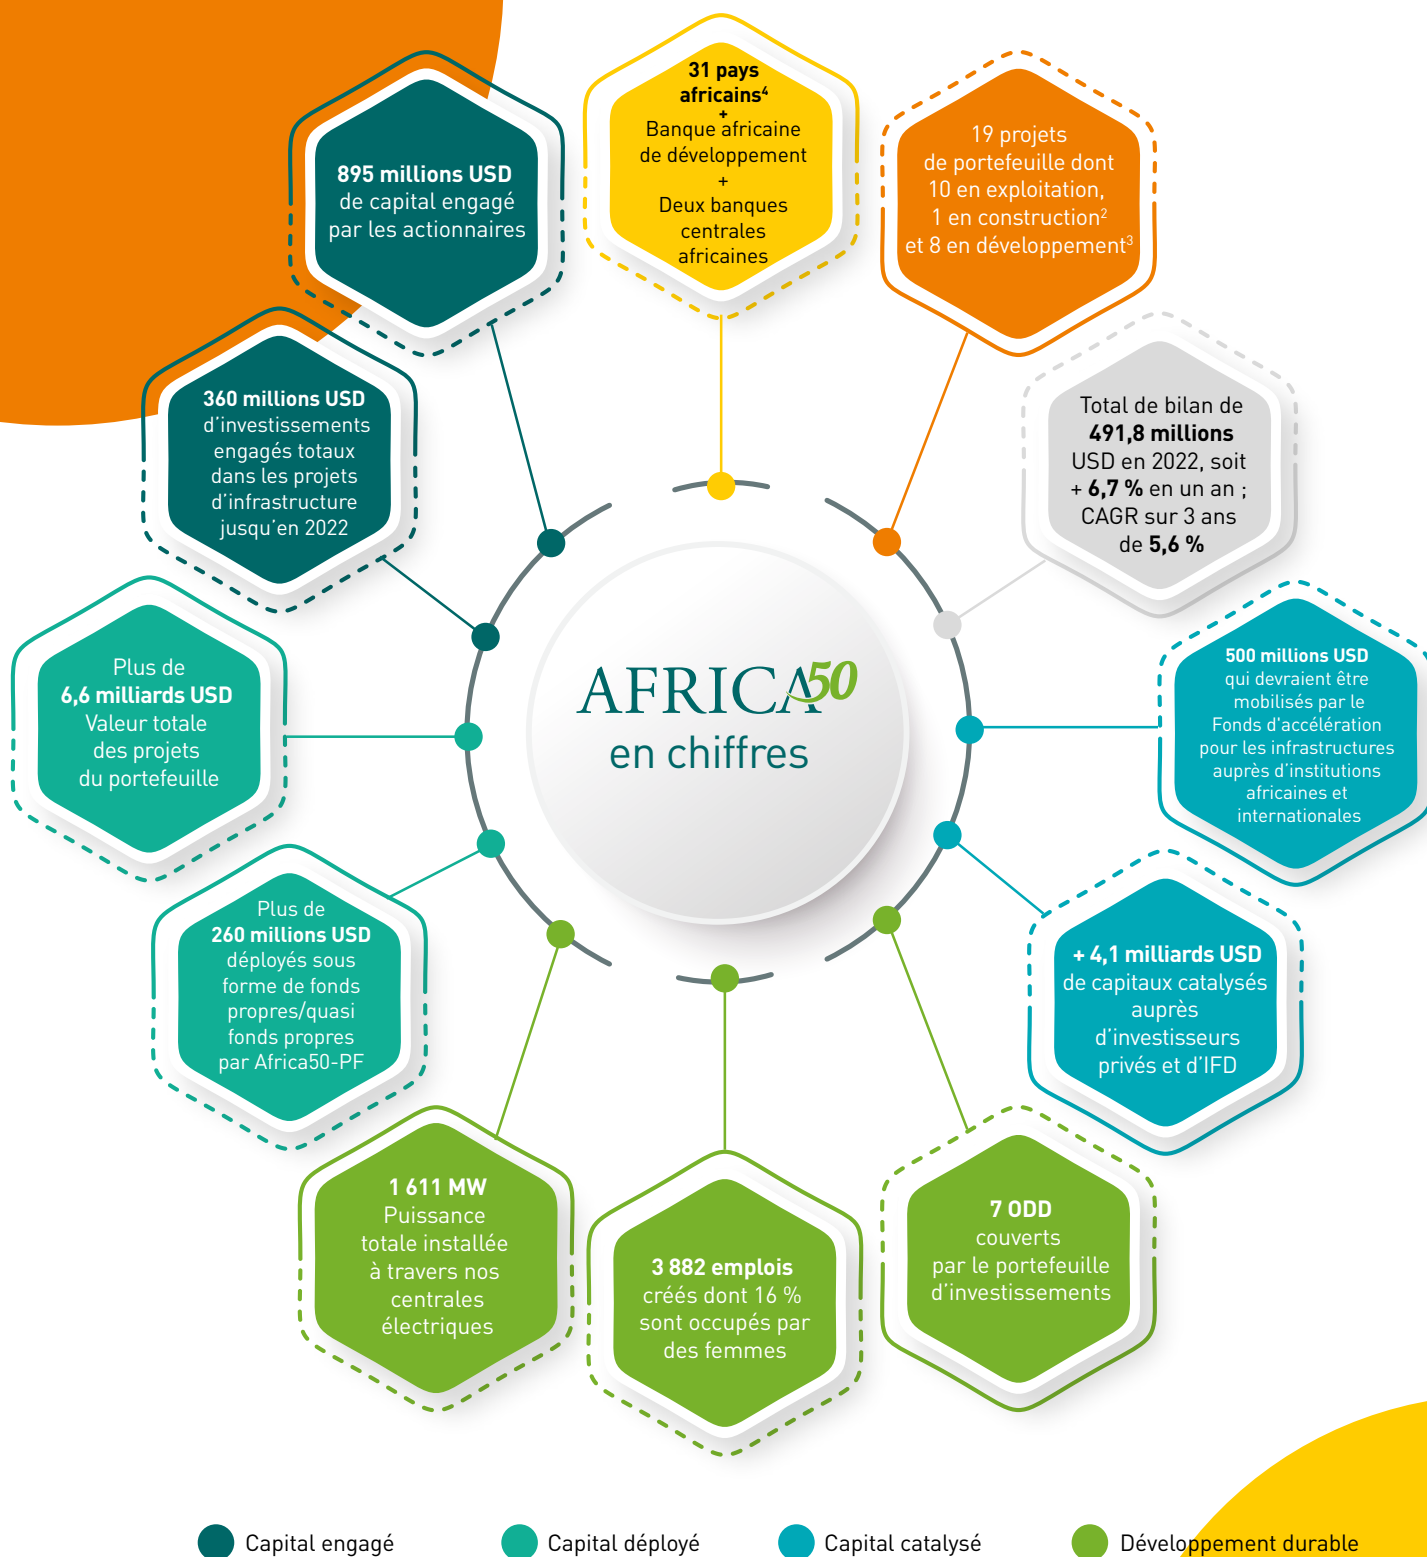 31 pays
africains⁴
+
Banque africaine
de développement
+
Deux banques
centrales
africaines
19 projets
de portefeuille dont
10 en exploitation,
1 en construction²
et 8 en développement³
Total de bilan de
491,8 millions
USD en 2022, soit
+ 6,7 % en un an ;
CAGR sur 3 ans
de 5,6 %
500 millions USD
qui devraient être
mobilisés par le
Fonds d'accélération
pour les infrastructures
auprès d'institutions
africaines et
internationales
+ 4,1 milliards USD
de capitaux catalysés
auprès
d'investisseurs
privés et d'IFD
7 ODD
couverts
par le portefeuille
d'investissements
3 882 emplois
créés dont 16 %
sont occupés par
des femmes
1 611 MW
Puissance
totale installée
à travers nos
centrales
électriques
Plus de
260 millions USD
déployés sous
forme de fonds
propres/quasi
fonds propres
par Africa50-PF
Plus de
6,6 milliards USD
Valeur totale
des projets
du portefeuille
360 millions USD
d'investissements
engagés totaux
dans les projets
d'infrastructure
jusqu'en 2022
895 millions USD
de capital engagé
par les actionnaires
AFRICA50
en chiffres
Capital engagé
Capital déployé
Capital catalysé
Développement durable